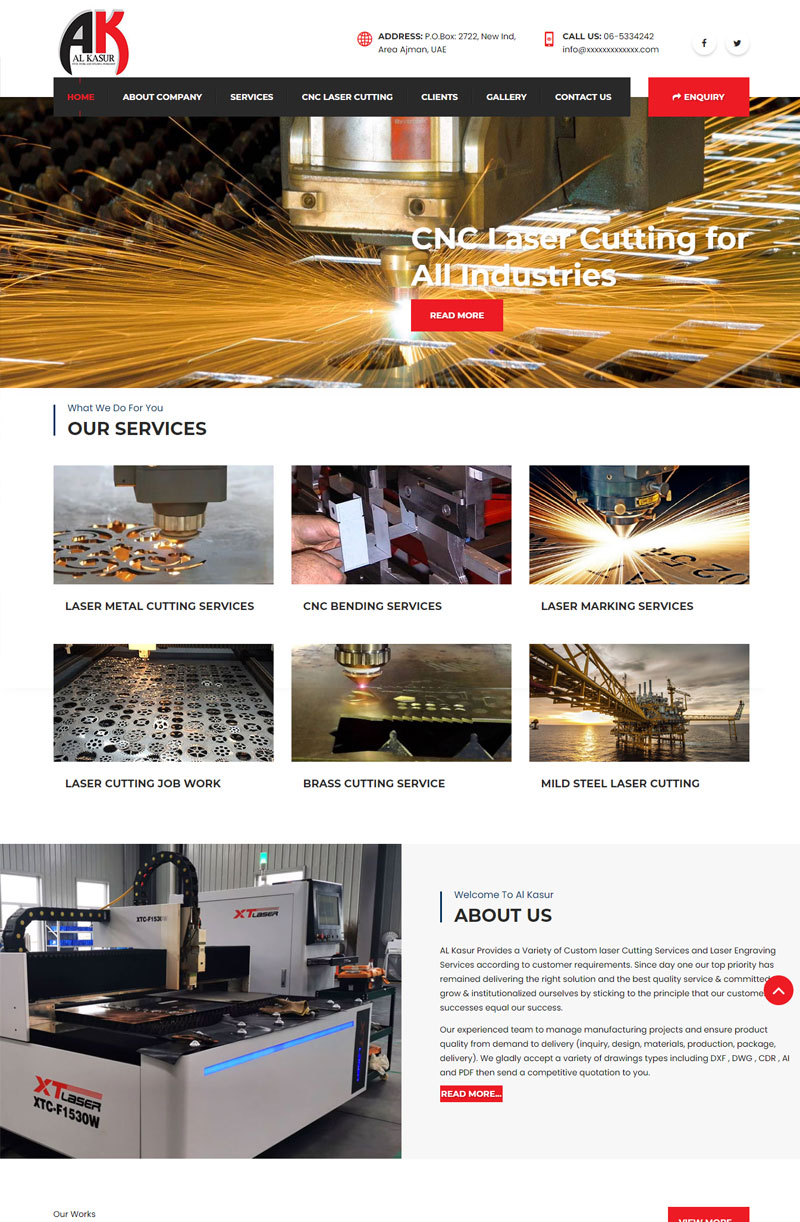 AK
AL KASUR
ADDRESS: P.O.Box: 2722, New Ind,
Area Ajman, UAE
CALL US: 06-5334242
info@xxxxxxxxxxxxx.com
HOME
ABOUT COMPANY
SERVICES
CNC LASER CUTTING
CLIENTS
GALLERY
CONTACT US
ENQUIRY
CNC Laser Cutting for
All Industries
READ MORE
What We Do For You
OUR SERVICES
LASER METAL CUTTING SERVICES
CNC BENDING SERVICES
LASER MARKING SERVICES
LASER CUTTING JOB WORK
BRASS CUTTING SERVICE
MILD STEEL LASER CUTTING
XT LASER
XTC-F1530W
XT LASER
XTC-F1530W
Welcome To Al Kasur
ABOUT US
AL Kasur Provides a Variety of Custom laser Cutting Services and Laser Engraving
Services according to customer requirements. Since day one our top priority has
remained delivering the right solution and the best quality service & committed
grow & institutionalized ourselves by sticking to the principle that our custome
successes equal our success.
Our experienced team to manage manufacturing projects and ensure product
quality from demand to delivery (inquiry, design, materials, production, package,
delivery). We gladly accept a variety of drawings types including DXF , DWG , CDR , AI
and PDF then send a competitive quotation to you.
READ MORE...
Our Works
VIEW MORE